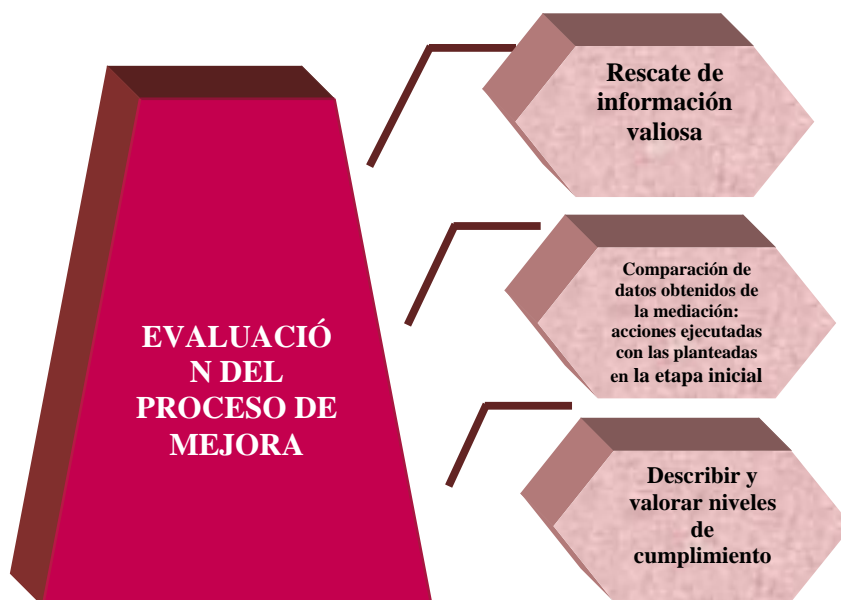 EVALUACIÓ
N DEL
PROCESO DE
MEJORA
Rescate de
información
valiosa
Comparación de
datos obtenidos de
la mediación:
acciones ejecutadas
con las planteadas
en la etapa inicial
Describir y
valorar niveles
de
cumplimiento